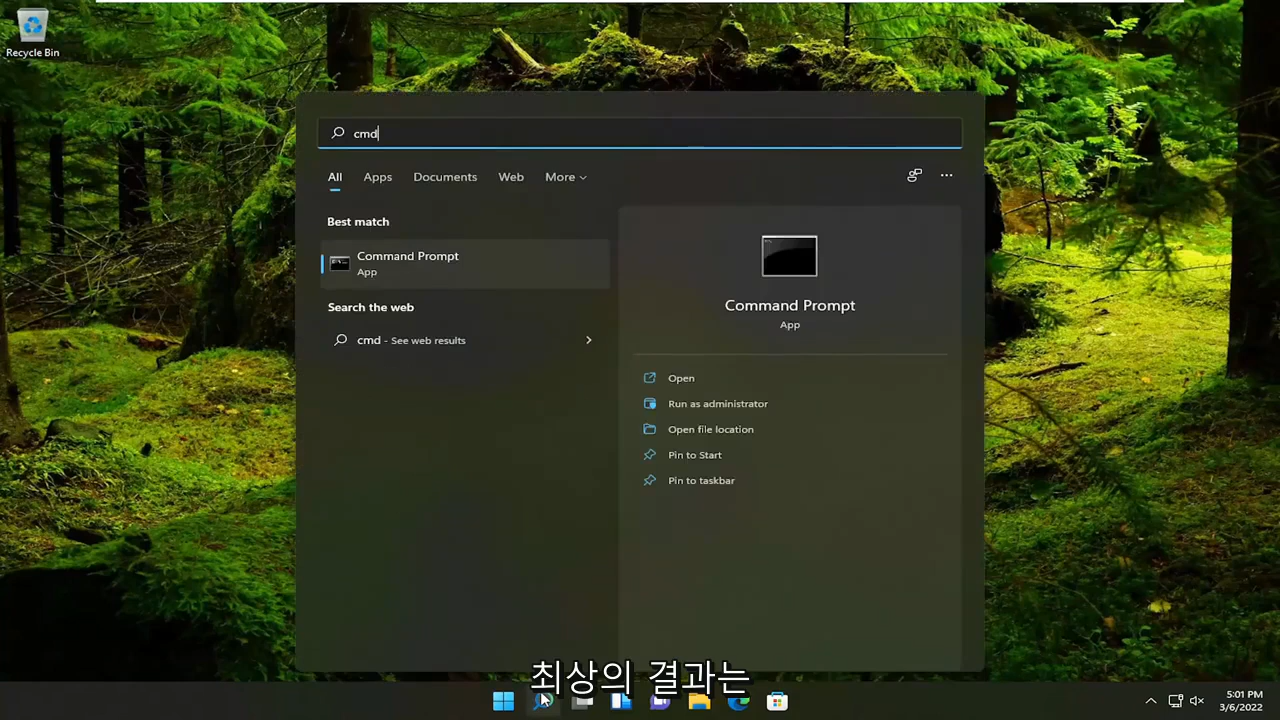 Recycle Bin
cmd
All Apps Documents Web More
Best match
Command Prompt
App
Search the web
cmd - See web results
Command Prompt
App
Open
Run as administrator
Open file location
Pin to Start
Pin to taskbar
최상의 결과는
5:01 PM
3/6/2022